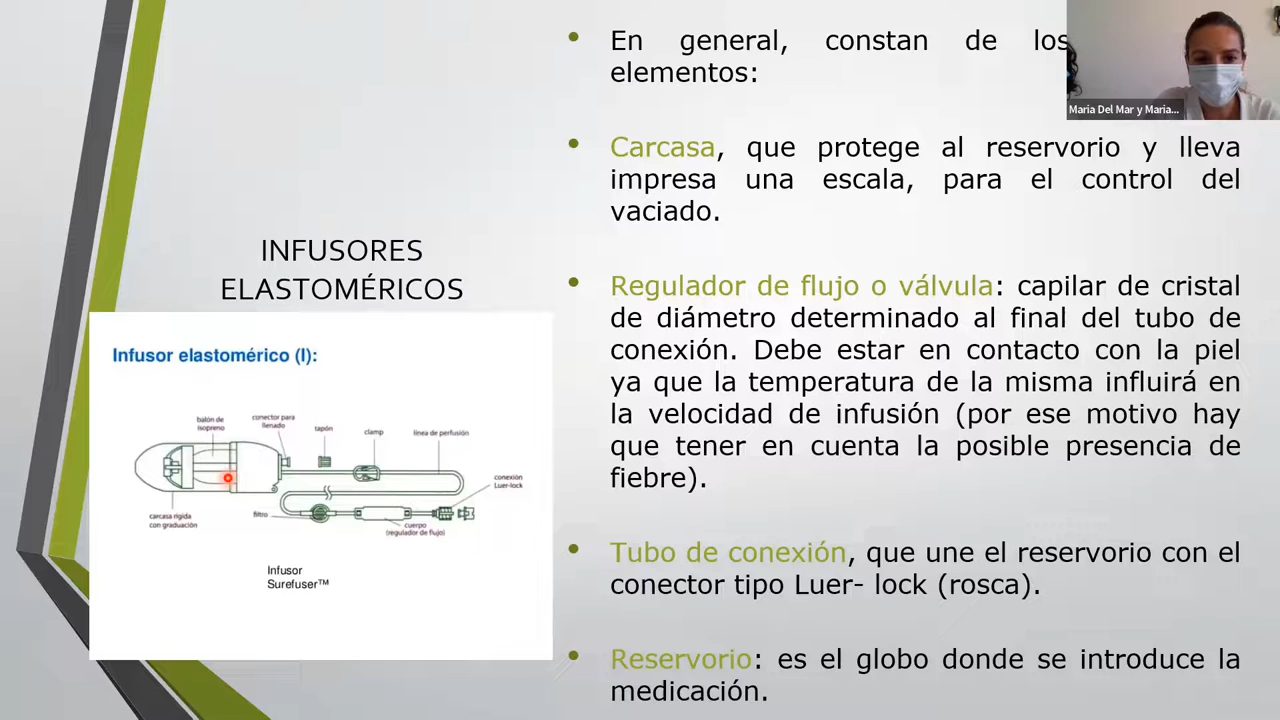 En general, constan de los
elementos:
Maria Del Mar y Maria...
Carcasa, que protege al reservorio y lleva
impresa una escala, para el control del
vaciado.
INFUSORES
ELASTOMÉRICOS
Regulador de flujo o válvula: capilar de cristal
de diámetro determinado al final del tubo de
conexión. Debe estar en contacto con la piel
ya que la temperatura de la misma influirá en
la velocidad de infusión (por ese motivo hay
que tener en cuenta la posible presencia de
fiebre).
Tubo de conexión, que une el reservorio con el
conector tipo Luer- lock (rosca).
Reservorio: es el globo donde se introduce la
medicación.
Infusor elastomérico (I):
balón de
isopreno
conector para
llenado
tapón
clamp
línea de perfusión
conexión
Luer-lock
carcasa rígida
con graduación
filtro
cuerpo
(regulador de flujo)
Infusor
Surefuser™